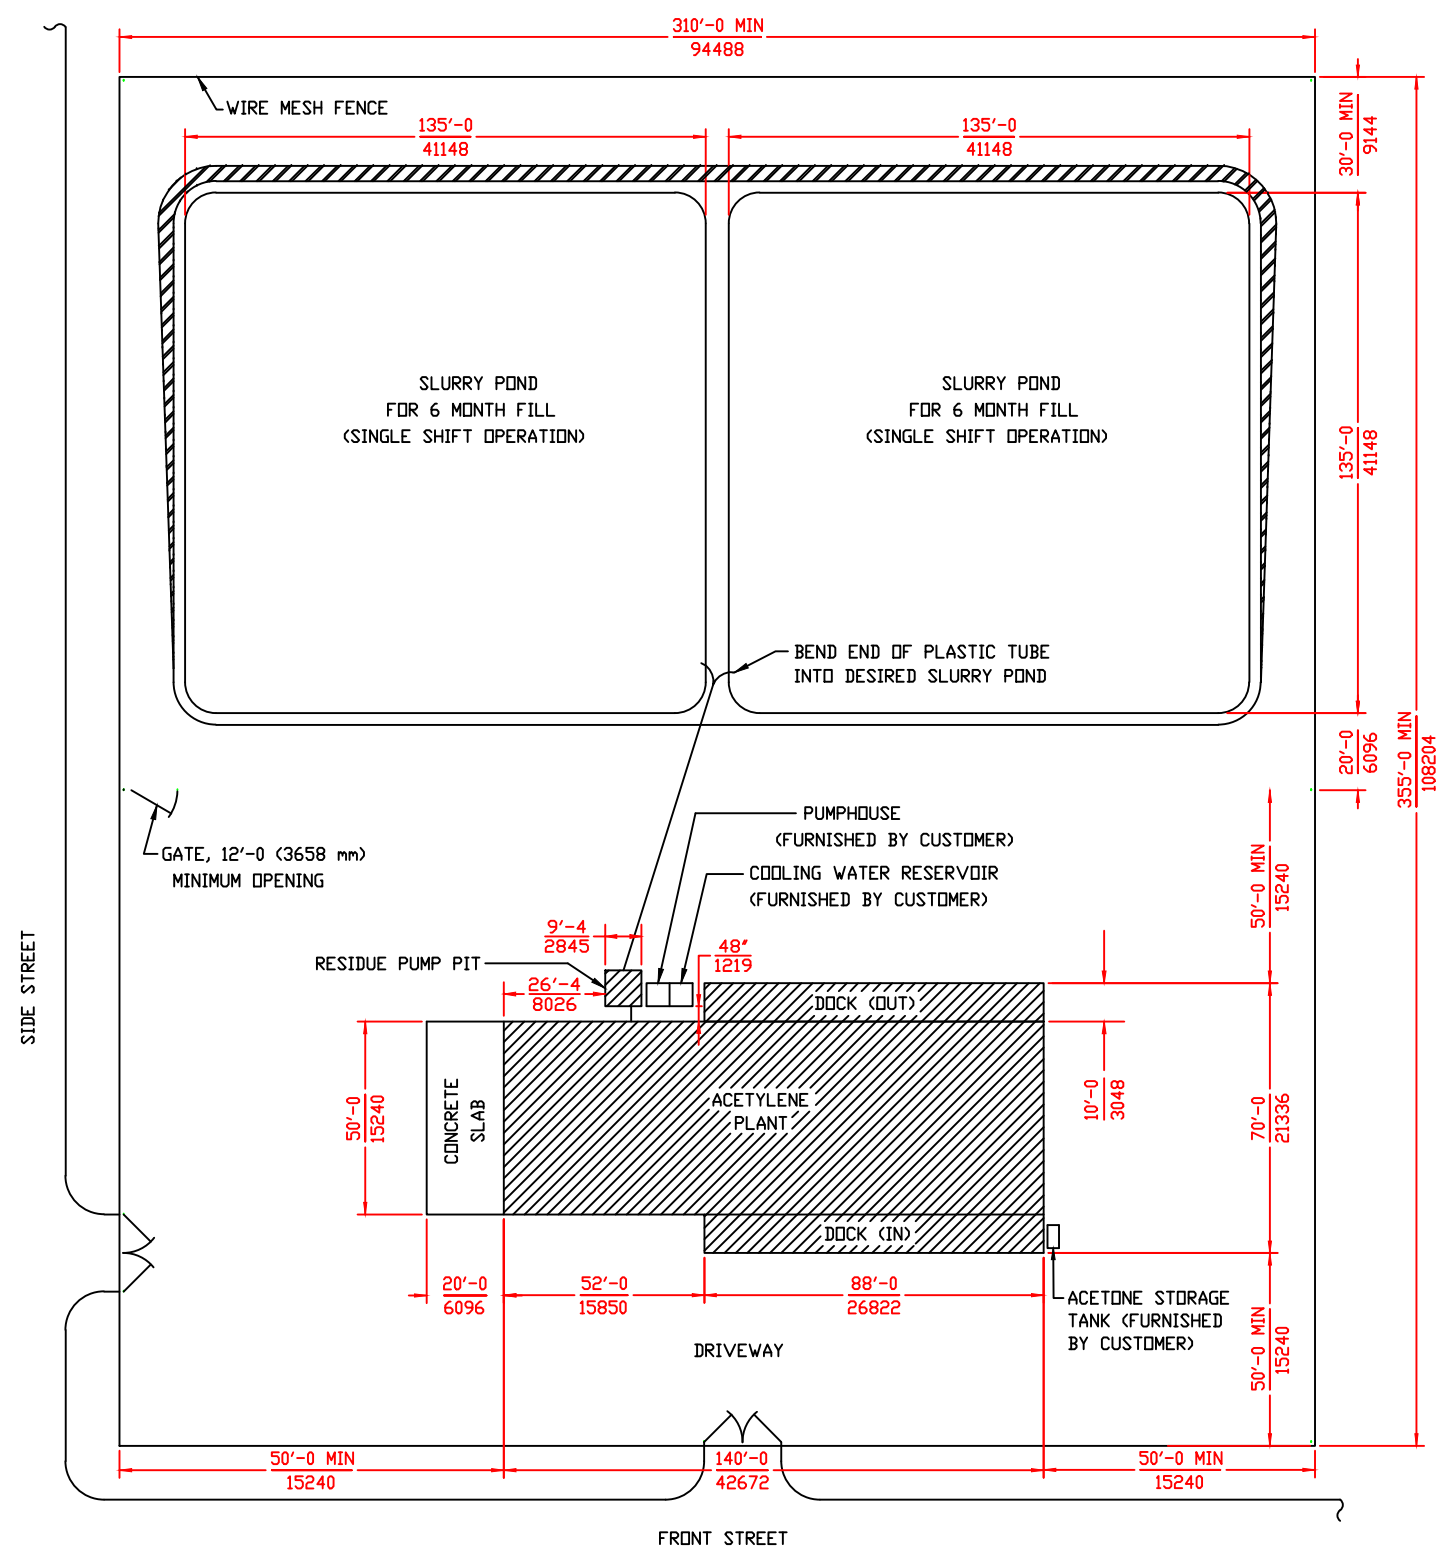 310'-0 MIN
94488
WIRE MESH FENCE
135'-0
41148
135'-0
41148
30'-0 MIN
9144
SLURRY POND
FOR 6 MONTH FILL
(SINGLE SHIFT OPERATION)
SLURRY POND
FOR 6 MONTH FILL
(SINGLE SHIFT OPERATION)
135'-0
41148
BEND END OF PLASTIC TUBE
INTO DESIRED SLURRY POND
20'-0
6096
355'-0 MIN
108204
PUMPHOUSE
(FURNISHED BY CUSTOMER)
GATE, 12'-0 (3658 mm)
MINIMUM OPENING
COOLING WATER RESERVOIR
(FURNISHED BY CUSTOMER)
50'-0 MIN
15240
9'-4
2845
48"
1219
RESIDUE PUMP PIT
26'-4
8026
DOCK (OUT)
SIDE STREET
50'-0
15240
CONCRETE
SLAB
ACETYLENE
PLANT
10'-0
3048
70'-0
21336
DOCK (IN)
20'-0
6096
52'-0
15850
88'-0
26822
ACETONE STORAGE
TANK (FURNISHED
BY CUSTOMER)
50'-0 MIN
15240
DRIVEWAY
50'-0 MIN
15240
140'-0
42672
50'-0 MIN
15240
FRONT STREET